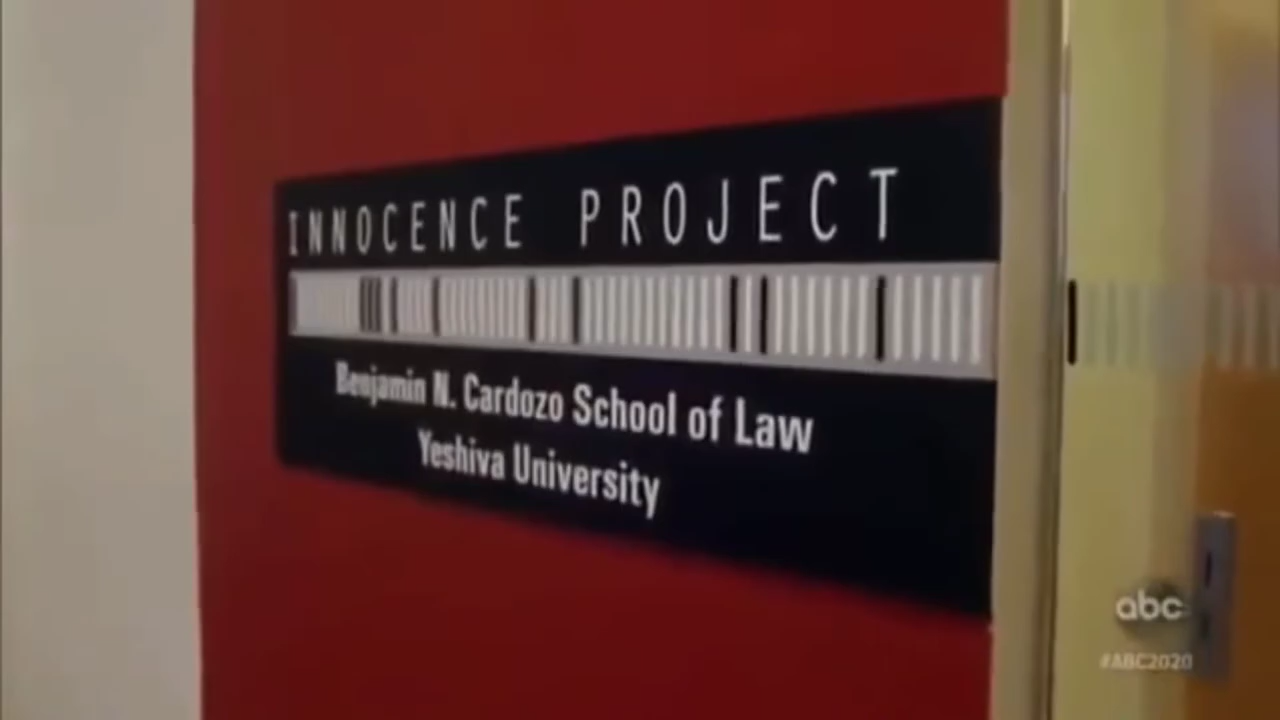 INNOCENCE PROJECT
Benjamin N. Cardozo School of Law
Yeshiva University
abc
#ABC2020